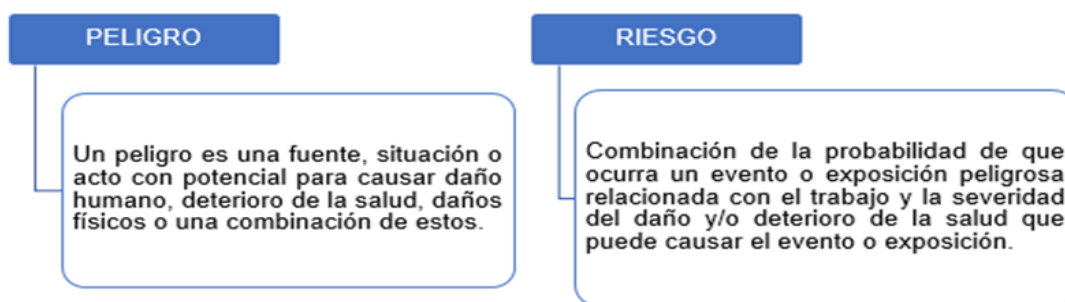 PELIGRO
Un peligro es una fuente, situación o
acto con potencial para causar daño
humano, deterioro de la salud, daños
físicos o una combinación de estos.
RIESGO
Combinación de la probabilidad de que
ocurra un evento o exposición peligrosa
relacionada con el trabajo y la severidad
del daño y/o deterioro de la salud que
puede causar el evento o exposición.